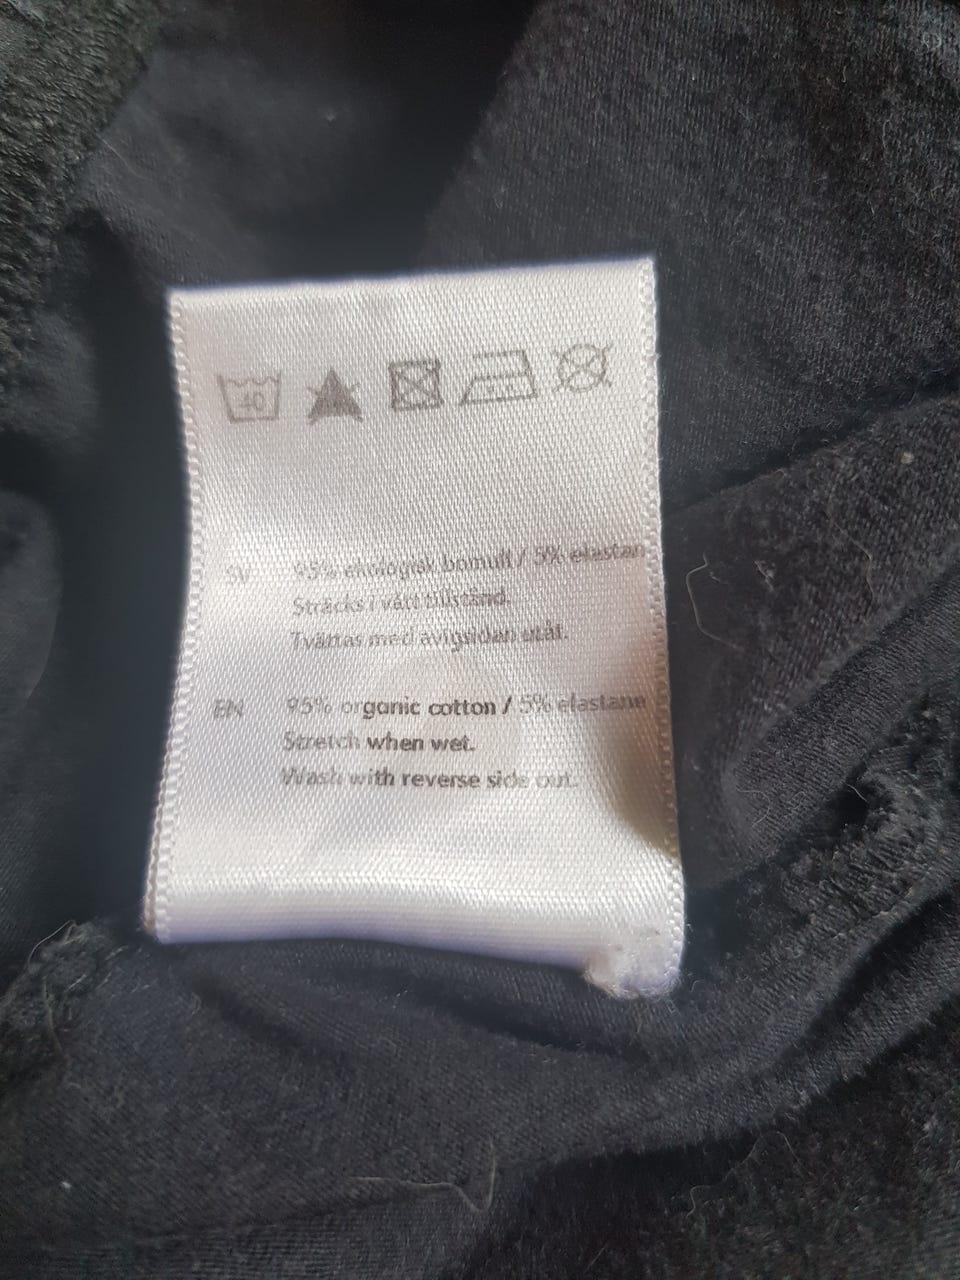 40
SV 95% ekologisk bomull / 5% elastan
Sträcks i vått tillstånd.
Tvättas med avigsidan utåt.
EN 95% organic cotton / 5% elastane
Stretch when wet.
Wash with reverse side out.